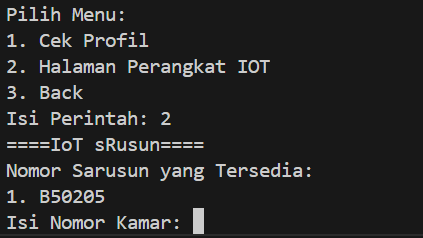 Pilih Menu:
1. Cek Profil
2. Halaman Perangkat IOT
3. Back
Isi Perintah: 2
====IoT sRusun====
Nomor Sarusun yang Tersedia:
1. B50205
Isi Nomor Kamar: